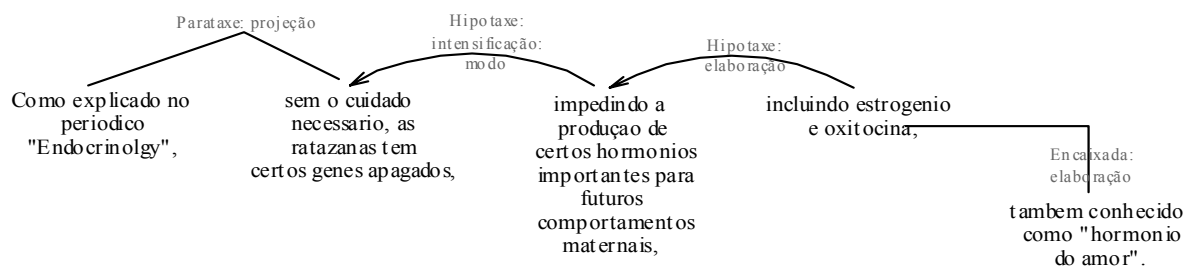 Parataxe: projeção
Hipotaxe:
intensificação:
modo
Hipotaxe:
elaboração
Como explicado no
periodico
"Endocrinolgy",
sem o cuidado
necessario, as
ratazanas tem
certos genes apagados,
impedindo a
produçao de
certos hormonios
importantes para
futuros
comportamentos
maternais,
incluindo estrogenio
e oxitocina,
Encaixada:
elaboração
tambem conhecido
como "hormonio
do amor".